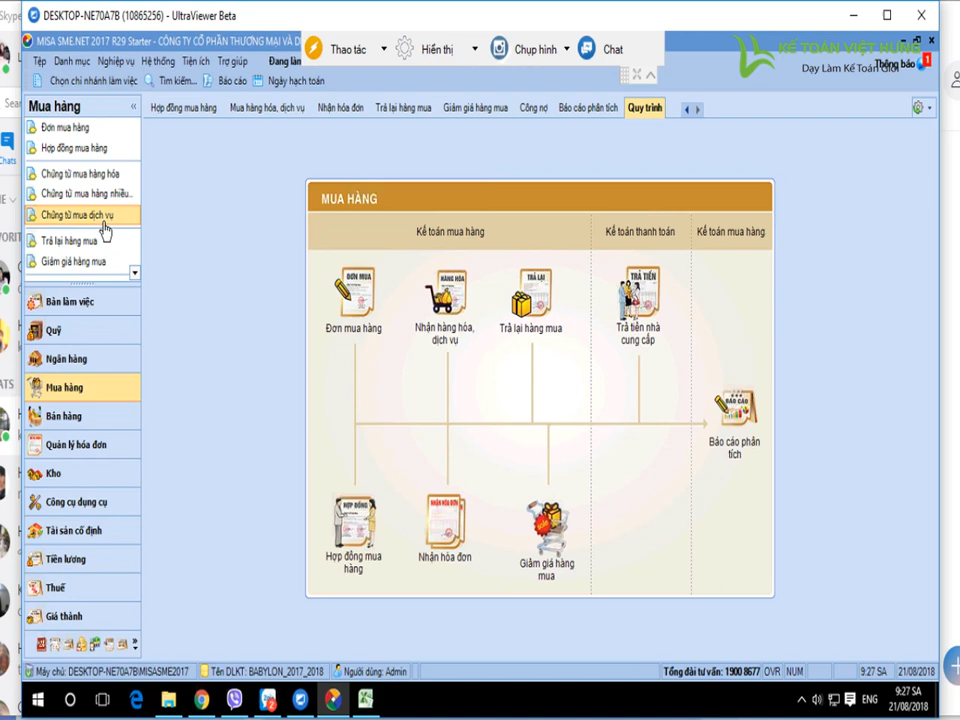 DESKTOP-NE70A7B (10865256) - UltraViewer Beta
MISA SME.NET 2017 R29 Starter - CÔNG TY CỔ PHẦN THƯƠNG MẠI VÀ D
Thao tác
Hiển thị
Chụp hình
Chat
KẾ TOÁN VIỆT HƯNG
Dạy Làm Kế Toán Giỏi
Thông báo
1
Tệp Danh mục Nghiệp vụ Hệ thống Tiện ích Trợ giúp Đang làm
Chọn chi nhánh làm việc Tìm kiếm... Báo cáo Ngày hạch toán
Mua hàng
Hợp đồng mua hàng Mua hàng hóa, dịch vụ Nhận hóa đơn Trả lại hàng mua Giảm giá hàng mua Công nợ Báo cáo phân tích Quy trình
Đơn mua hàng
Hợp đồng mua hàng
Chứng từ mua hàng hóa
Chứng từ mua hàng nhiều..
Chứng từ mua dịch vụ
Trả lại hàng mua
Giảm giá hàng mua
Bàn làm việc
Quỹ
Ngân hàng
Mua hàng
Bán hàng
Quản lý hóa đơn
Kho
Công cụ dụng cụ
Tài sản cố định
Tiền lương
Thuế
Giá thành
MUA HÀNG
Kế toán mua hàng Kế toán thanh toán Kế toán mua hàng
ĐƠN MUA
HÀNG HÓA
TRẢ LẠI
TRẢ TIỀN
Đơn mua hàng
Nhận hàng hóa,
dịch vụ
Trả lại hàng mua
Trả tiền nhà
cung cấp
BÁO CÁO
Báo cáo phân
tích
HỢP ĐỒNG
NHẬN HÓA ĐƠN
Hợp đồng mua
hàng
Nhận hóa đơn
Giảm giá hàng
mua
Máy chủ: DESKTOP-NE70A7B\MISASME2017 Tên DLKT: BABYLON_2017_2018 Người dùng: Admin Tổng đài tư vấn: 1900 8677 OVR NUM 9:27 SA 21/08/2018
ENG
9:27 SA
21/08/2018
Skype
Sear
Chats